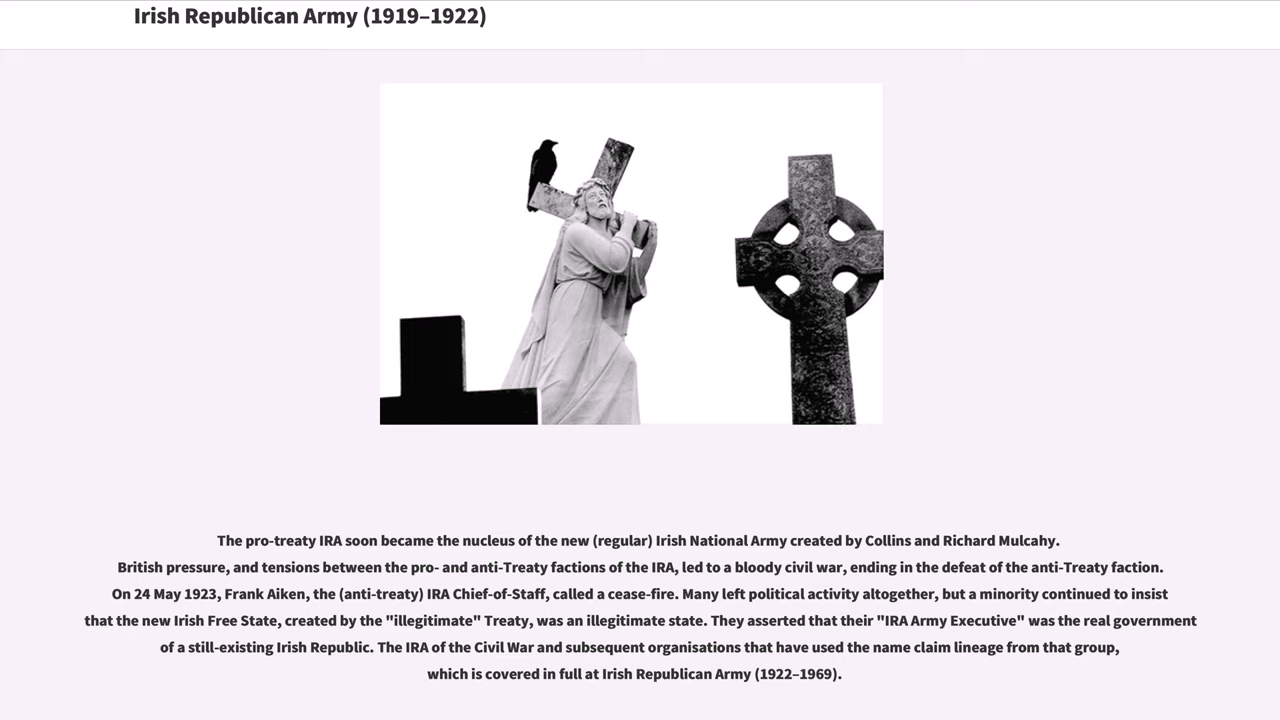 Irish Republican Army (1919–1922)
The pro-treaty IRA soon became the nucleus of the new (regular) Irish National Army created by Collins and Richard Mulcahy.
British pressure, and tensions between the pro- and anti-Treaty factions of the IRA, led to a bloody civil war, ending in the defeat of the anti-Treaty faction.
On 24 May 1923, Frank Aiken, the (anti-treaty) IRA Chief-of-Staff, called a cease-fire. Many left political activity altogether, but a minority continued to insist
that the new Irish Free State, created by the "illegitimate" Treaty, was an illegitimate state. They asserted that their "IRA Army Executive" was the real government
of a still-existing Irish Republic. The IRA of the Civil War and subsequent organisations that have used the name claim lineage from that group,
which is covered in full at Irish Republican Army (1922–1969).